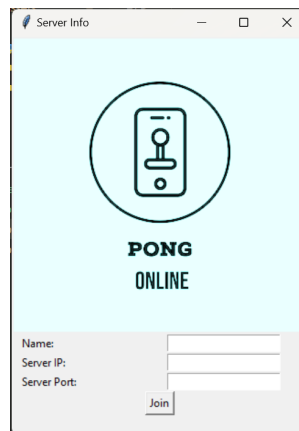 Server Info
PONG
ONLINE
Name:
Server IP:
Server Port:
Join